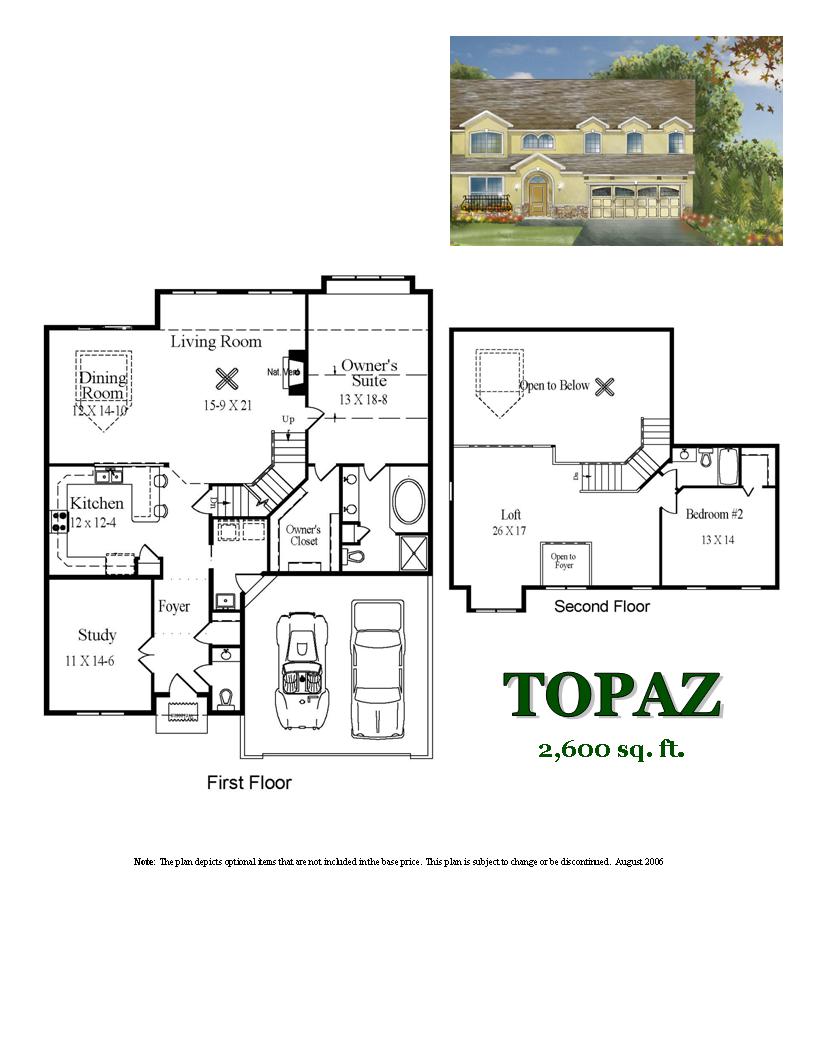 Living Room
15-9 X 21
Nat. Vent
Owner's
Suite
13 X 18-8
Dining
Room
12 X 14-10
Up
Kitchen
12 x 12-4
Dn
Owner's
Closet
Foyer
Study
11 X 14-6
First Floor
Open to Below
Dn
Loft
26 X 17
Bedroom #2
13 X 14
Open to
Foyer
Second Floor
TOPAZ
2,600 sq. ft.
Note: The plan depicts optional items that are not included in the base price. This plan is subject to change or be discontinued. August 2006